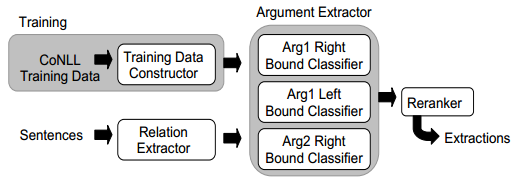 Training
CoNLL
Training Data
Training Data
Constructor
Sentences
Relation
Extractor
Argument Extractor
Arg1 Right
Bound Classifier
Arg1 Left
Bound Classifier
Arg2 Right
Bound Classifier
Reranker
Extractions